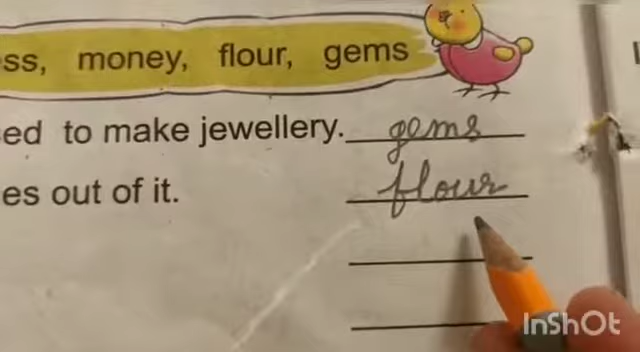 ss, money, flour, gems
ed to make jewellery. gems
es out of it. flour
InShOt